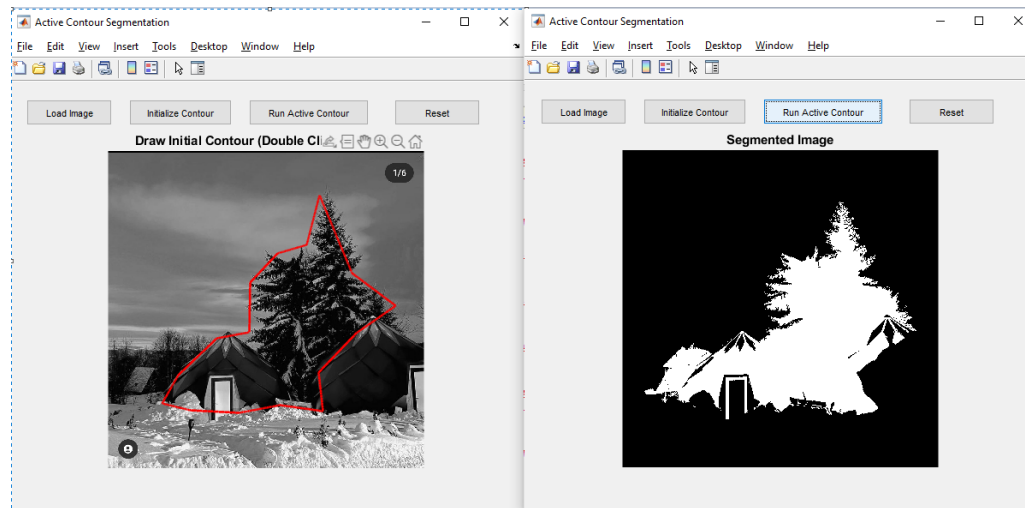 Active Contour Segmentation
File Edit View Insert Tools Desktop Window Help
Load Image Initialize Contour Run Active Contour Reset
Draw Initial Contour (Double Cl
1/6
Active Contour Segmentation
File Edit View Insert Tools Desktop Window Help
Load Image Initialize Contour Run Active Contour Reset
Segmented Image